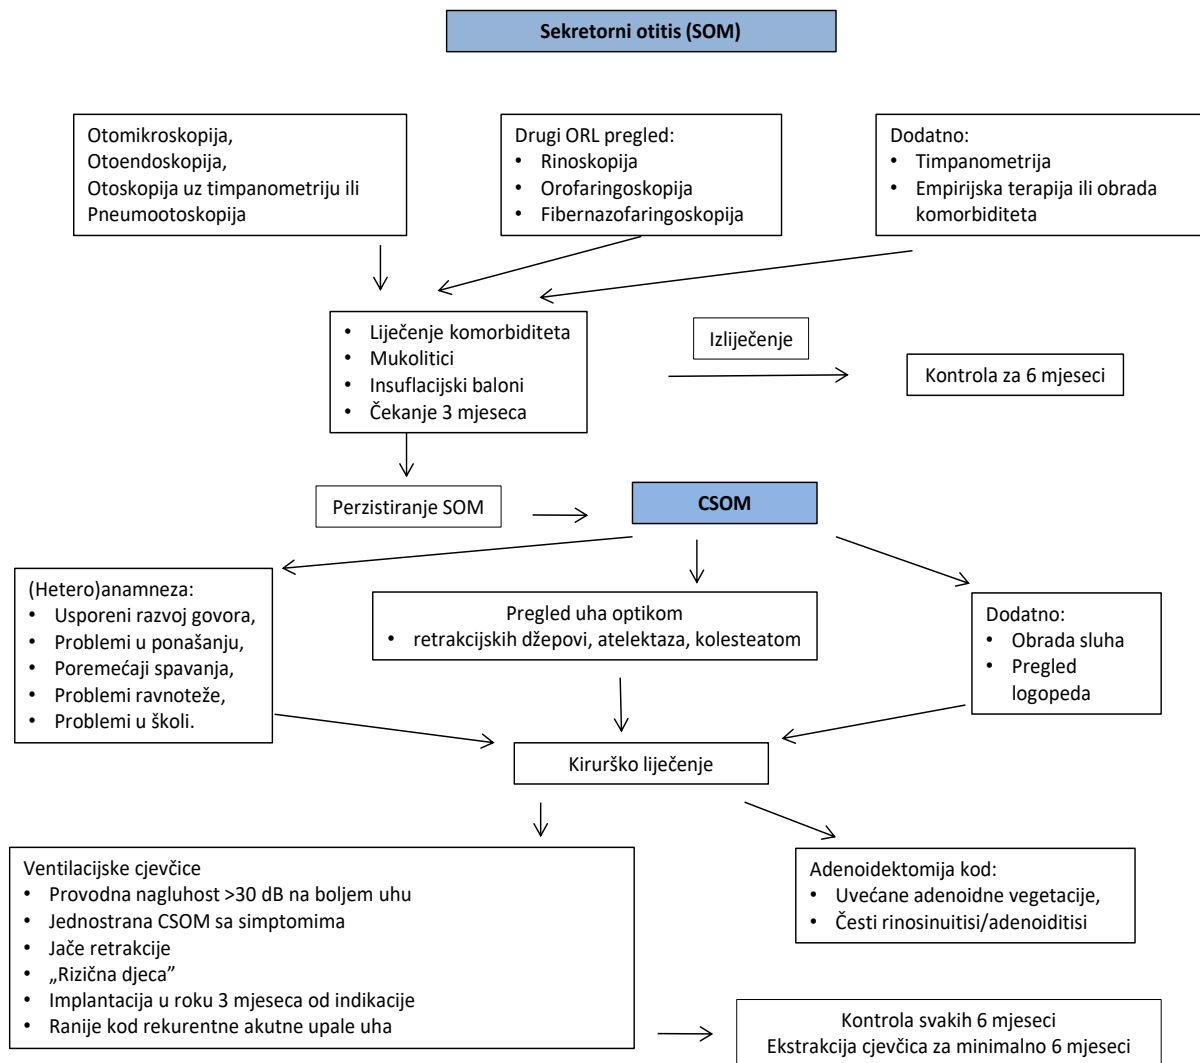 Sekretorni otitis (SOM)
Otomikroskopija,
Otoendoskopija,
Otoskopija uz timpanometriju ili
Pneumootoskopija
Drugi ORL pregled:
• Rinoskopija
• Orofaringoskopija
• Fibernazofaringoskopija
Dodatno:
• Timpanometrija
• Empirijska terapija ili obrada
komorbiditeta
• Liječenje komorbiditeta
• Mukolitici
• Insuflacijski baloni
• Čekanje 3 mjeseca
Izliječenje
Kontrola za 6 mjeseci
Perzistiranje SOM
CSOM
(Hetero)anamneza:
• Usporeni razvoj govora,
• Problemi u ponašanju,
• Poremećaji spavanja,
• Problemi ravnoteže,
• Problemi u školi.
Pregled uha optikom
• retrakcijskih džepovi, atelektaza, kolesteatom
Dodatno:
• Obrada sluha
• Pregled
logopeda
Kirurško liječenje
Ventilacijske cjevčice
• Provodna nagluhost >30 dB na boljem uhu
• Jednostrana CSOM sa simptomima
• Jače retrakcije
• „Rizična djeca”
• Implantacija u roku 3 mjeseca od indikacije
• Ranije kod rekurentne akutne upale uha
Adenoidektomija kod:
• Uvećane adenoidne vegetacije,
• Česti rinosinuitisi/adenoiditisi
Kontrola svakih 6 mjeseci
Ekstrakcija cjevčica za minimalno 6 mjeseci